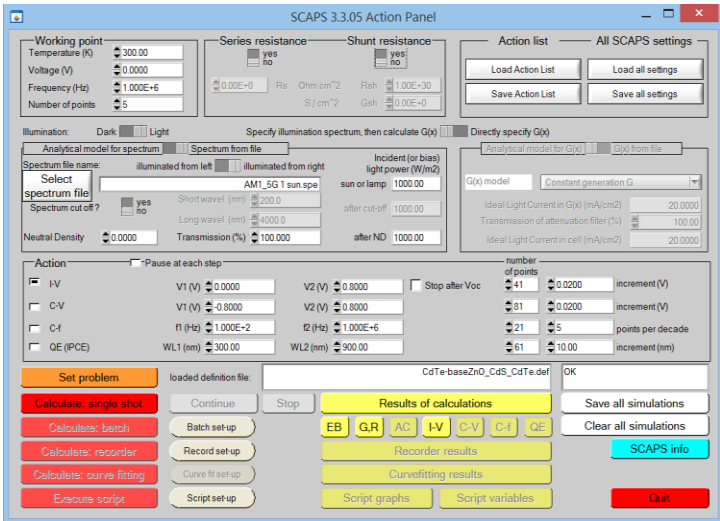 SCAPS 3.3.05 Action Panel
Working point
Temperature (K) 300.00
Voltage (V) 0.0000
Frequency (Hz) 1.000E+6
Number of points 5
Series resistance Shunt resistance
yes yes
no no
0.00E+0 Rs Ohm.cm^2 Rsh 1.00E+30
S / cm^2 Gsh 0.00E+0
Action list All SCAPS settings
Load Action List Load all settings
Save Action List Save all settings
Illumination: Dark Light Specify illumination spectrum, then calculate G(x) Directly specify G(x)
Analytical model for spectrum Spectrum from file
Spectrum file name: illuminated from left illuminated from right
Incident (or bias)
light power (W/m2)
Select
spectrum file
AM1_5G 1 sun.spe sun or lamp 1000.00
Spectrum cut off ? yes
no
Short wavel. (nm) 200.0
Long wavel. (nm) 4000.0
after cut-off 1000.00
Neutral Density 0.0000 Transmission (%) 100.000 after ND 1000.00
Analytical model for G(x) G(x) from file
G(x) model Constant generation G
Ideal Light Current in G(x) (mA/cm2) 20.0000
Transmission of attenuation filter (%) 100.00
Ideal Light Current in cell (mA/cm2) 20.0000
Action Pause at each step
number
of points
I-V V1 (V) 0.0000 V2 (V) 0.8000 Stop after Voc 41 0.0200 increment (V)
C-V V1 (V) -0.8000 V2 (V) 0.8000 81 0.0200 increment (V)
C-f f1 (Hz) 1.000E+2 f2 (Hz) 1.000E+6 21 5 points per decade
QE (IPCE) WL1 (nm) 300.00 WL2 (nm) 900.00 61 10.00 increment (nm)
Set problem loaded definition file: CdTe-baseZnO_CdS_CdTe.def OK
Calculate: single shot Continue Stop Results of calculations Save all simulations
Calculate: batch Batch set-up EB G,R AC I-V C-V C-f QE Clear all simulations
Calculate: recorder Record set-up Recorder results SCAPS info
Calculate: curve fitting Curve fit set-up Curvefitting results
Execute script Script set-up Script graphs Script variables Quit